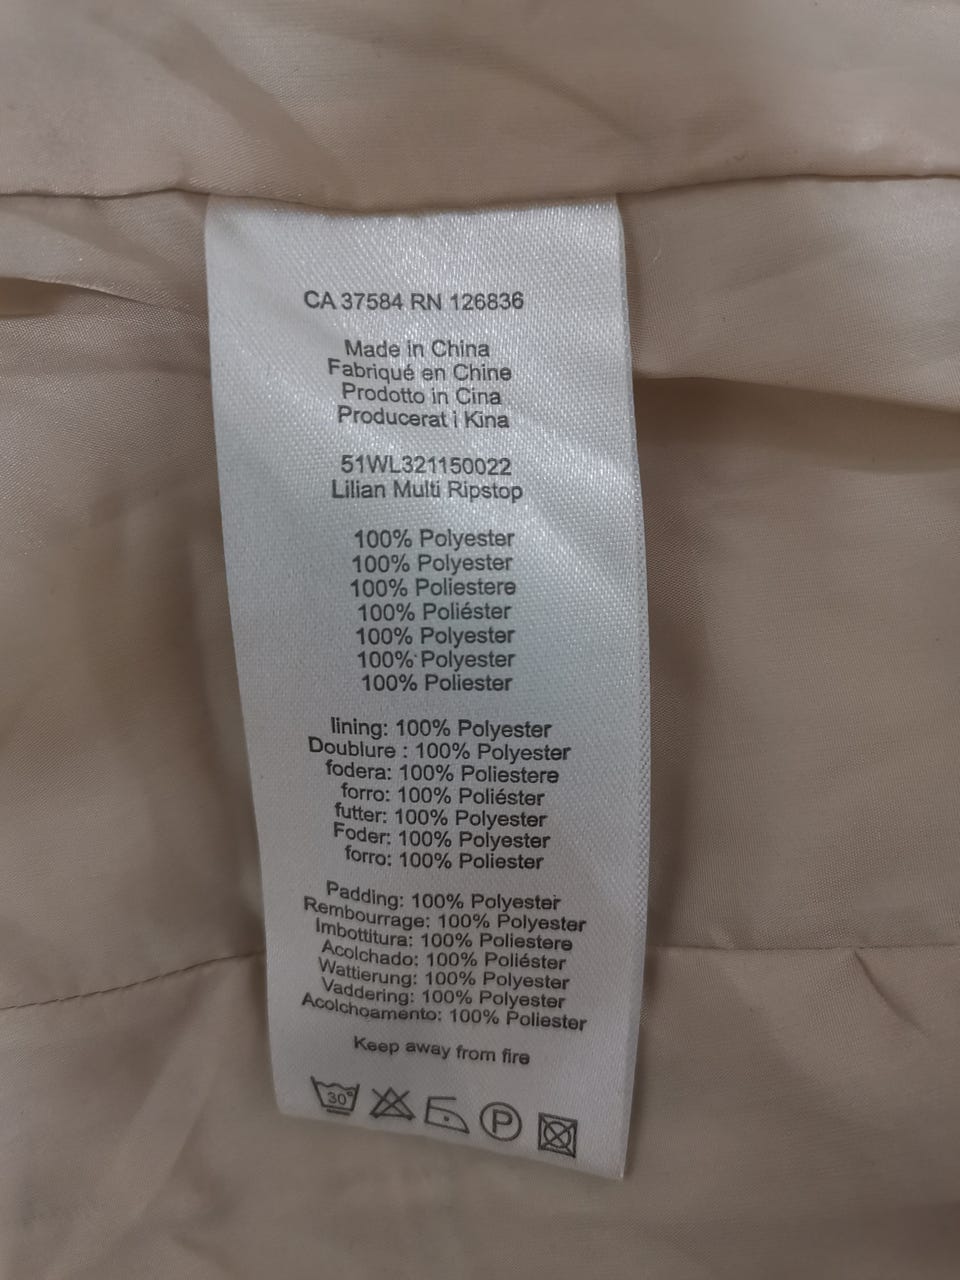 CA 37584 RN 126836
Made in China
Fabriqué en Chine
Prodotto in Cina
Producerat i Kina
51WL321150022
Lilian Multi Ripstop
100% Polyester
100% Polyester
100% Poliestere
100% Poliéster
100% Polyester
100% Polyester
100% Poliester
lining: 100% Polyester
Doublure : 100% Polyester
fodera: 100% Poliestere
forro: 100% Poliéster
futter: 100% Polyester
Foder: 100% Polyester
forro: 100% Poliester
Padding: 100% Polyester
Rembourrage: 100% Polyester
Imbottitura: 100% Poliestere
Acolchado: 100% Poliéster
Wattierung: 100% Polyester
Vaddering: 100% Polyester
Acolchoamento: 100% Poliester
Keep away from fire
30° P